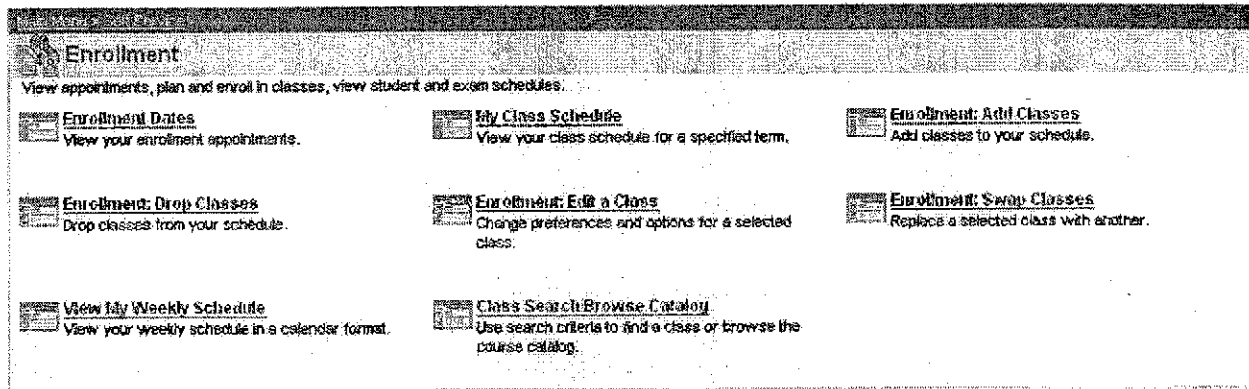 Enrollment
View appointments, plan and enroll in classes, view student and exam schedules.
Enrollment Dates
View your enrollment appointments.
My Class Schedule
View your class schedule for a specified term.
Enrollment: Add Classes
Add classes to your schedule.
Enrollment: Drop Classes
Drop classes from your schedule.
Enrollment: Edit a Class
Change preferences and options for a selected
class.
Enrollment: Swap Classes
Replace a selected class with another.
View My Weekly Schedule
View your weekly schedule in a calendar format.
Class Search/Browse Catalog
Use search criteria to find a class or browse the
course catalog.